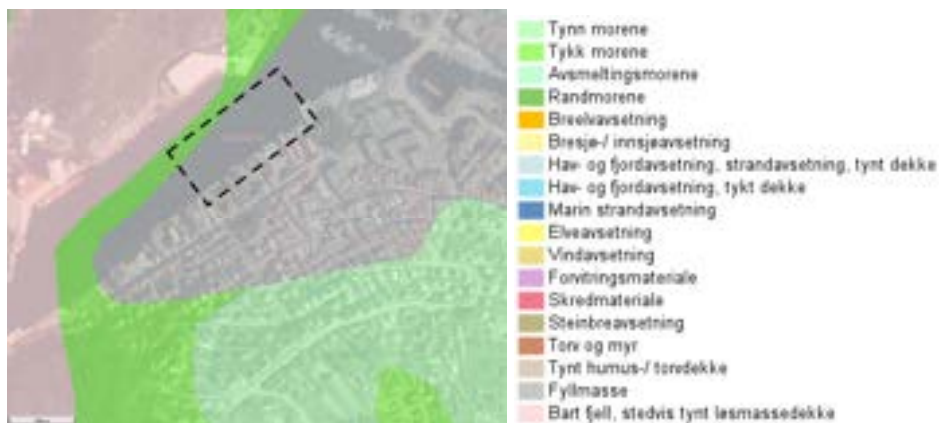 Tynn morene
Tykk morene
Avsmeltingsmorene
Randmorene
Breelvavsetning
Bresjø-/ innsjøavsetning
Hav- og fjordavsetning, strandavsetning, tynt dekke
Hav- og fjordavsetning, tykt dekke
Marin strandavsetning
Elveavsetning
Vindavsetning
Forvitringsmateriale
Skredmateriale
Steinbreavsetning
Torv og myr
Tynt humus-/ torvdekke
Fyllmasse
Bart fjell, stedvis tynt løsmassedekke